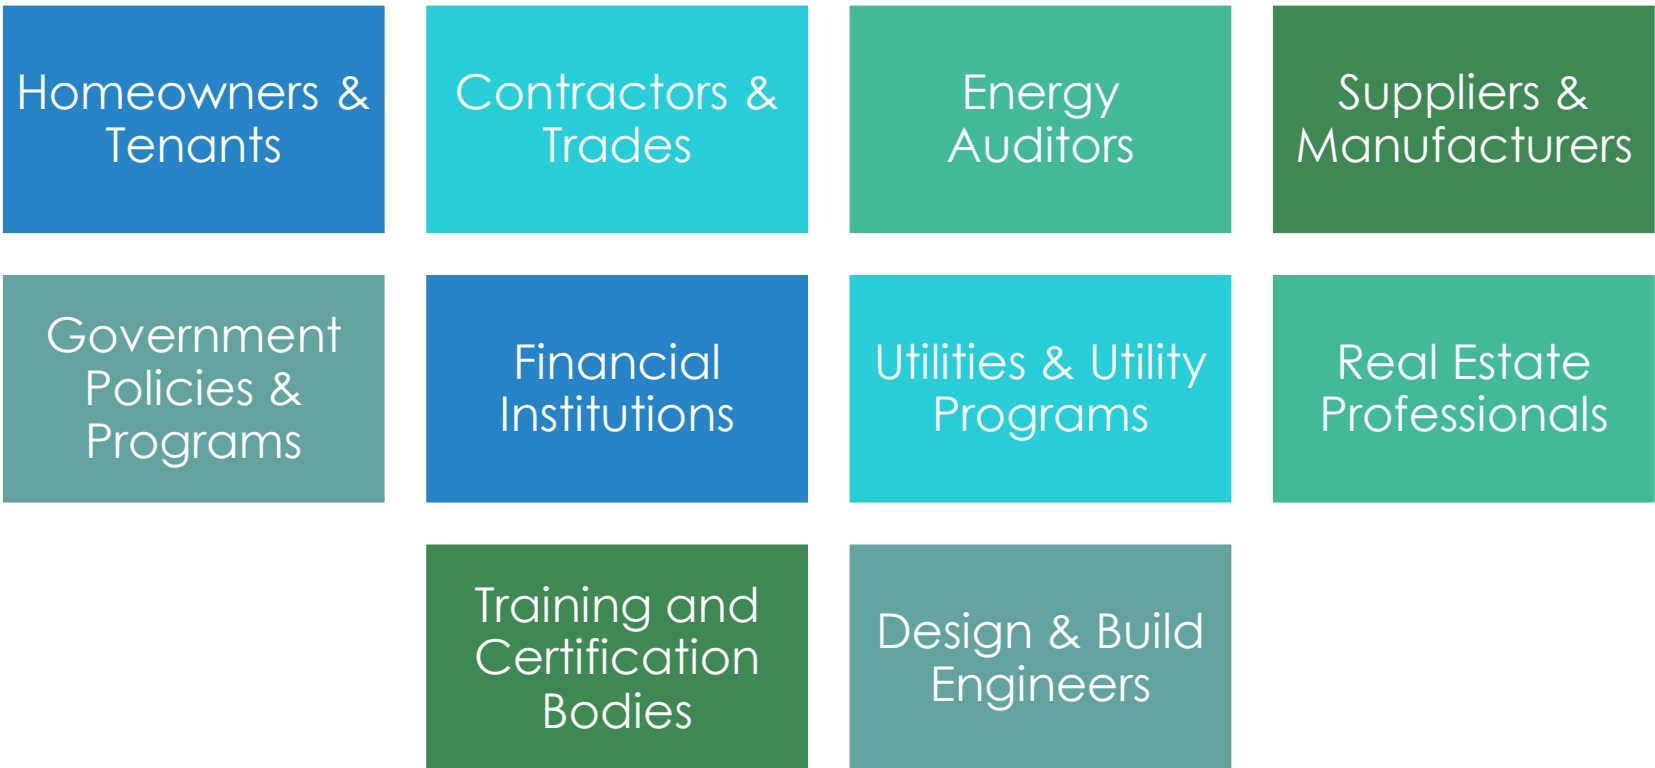 Homeowners &
Tenants
Contractors &
Trades
Energy
Auditors
Suppliers &
Manufacturers
Government
Policies &
Programs
Financial
Institutions
Utilities & Utility
Programs
Real Estate
Professionals
Training and
Certification
Bodies
Design & Build
Engineers